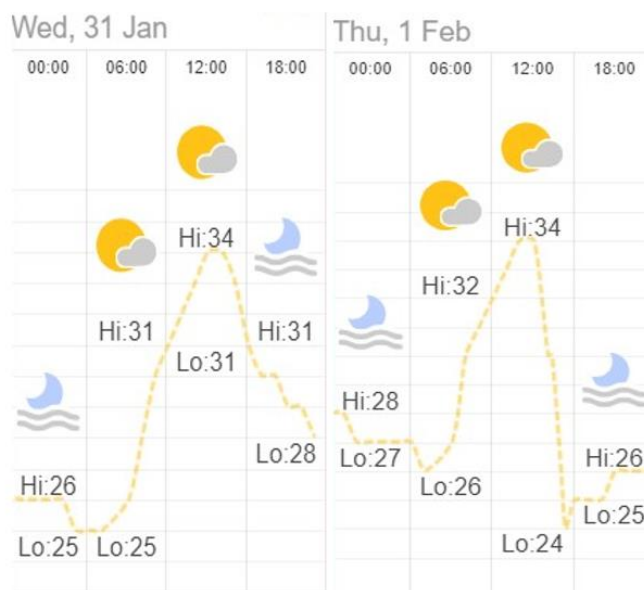 Wed, 31 Jan
00:00 06:00 12:00 18:00
Hi:34
Hi:31 Hi:31
Lo:31
Lo:28
Hi:26
Lo:25 Lo:25
Thu, 1 Feb
00:00 06:00 12:00 18:00
Hi:34
Hi:32
Hi:28
Lo:27 Hi:26
Lo:26
Lo:25
Lo:24